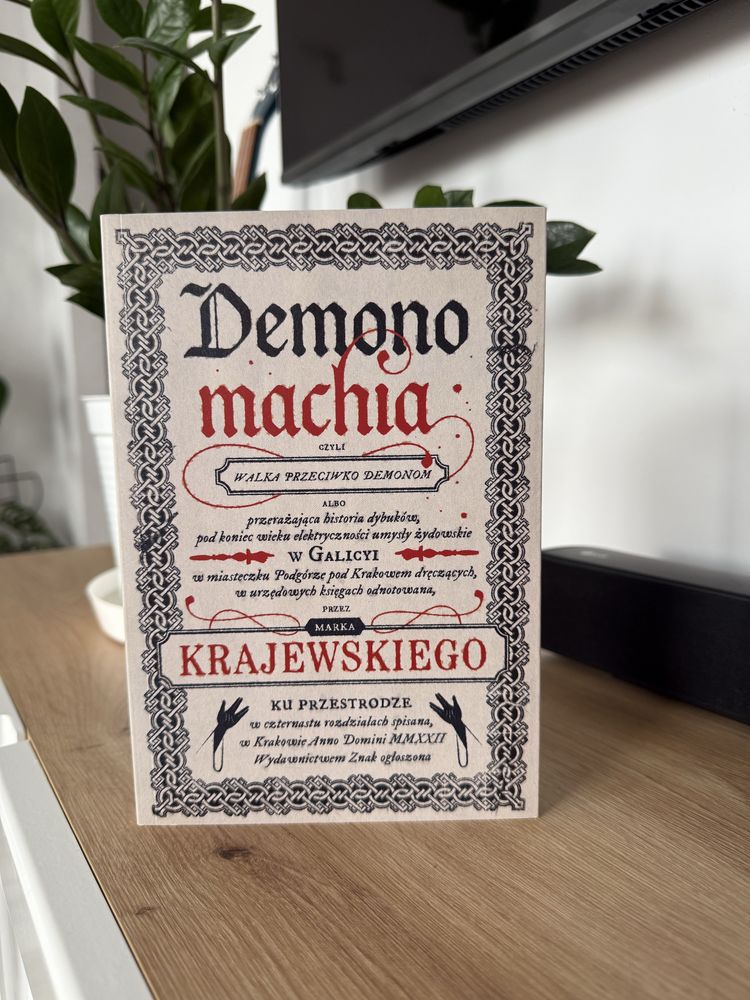 Demono
machia
CZYLI
WALKA PRZECIWKO DEMONOM
ALBO
przerażająca historia dybuków,
pod koniec wieku elektryczności umysły żydowskie
W GALICYI
w miasteczku Podgórze pod Krakowem dręczących,
w urzędowych księgach odnotowana,
PRZEZ
MARKA
KRAJEWSKIEGO
KU PRZESTRODZE
w czternastu rozdziałach spisana,
w Krakowie Anno Domini MMXXII
Wydawnictwem Znak ogłoszona